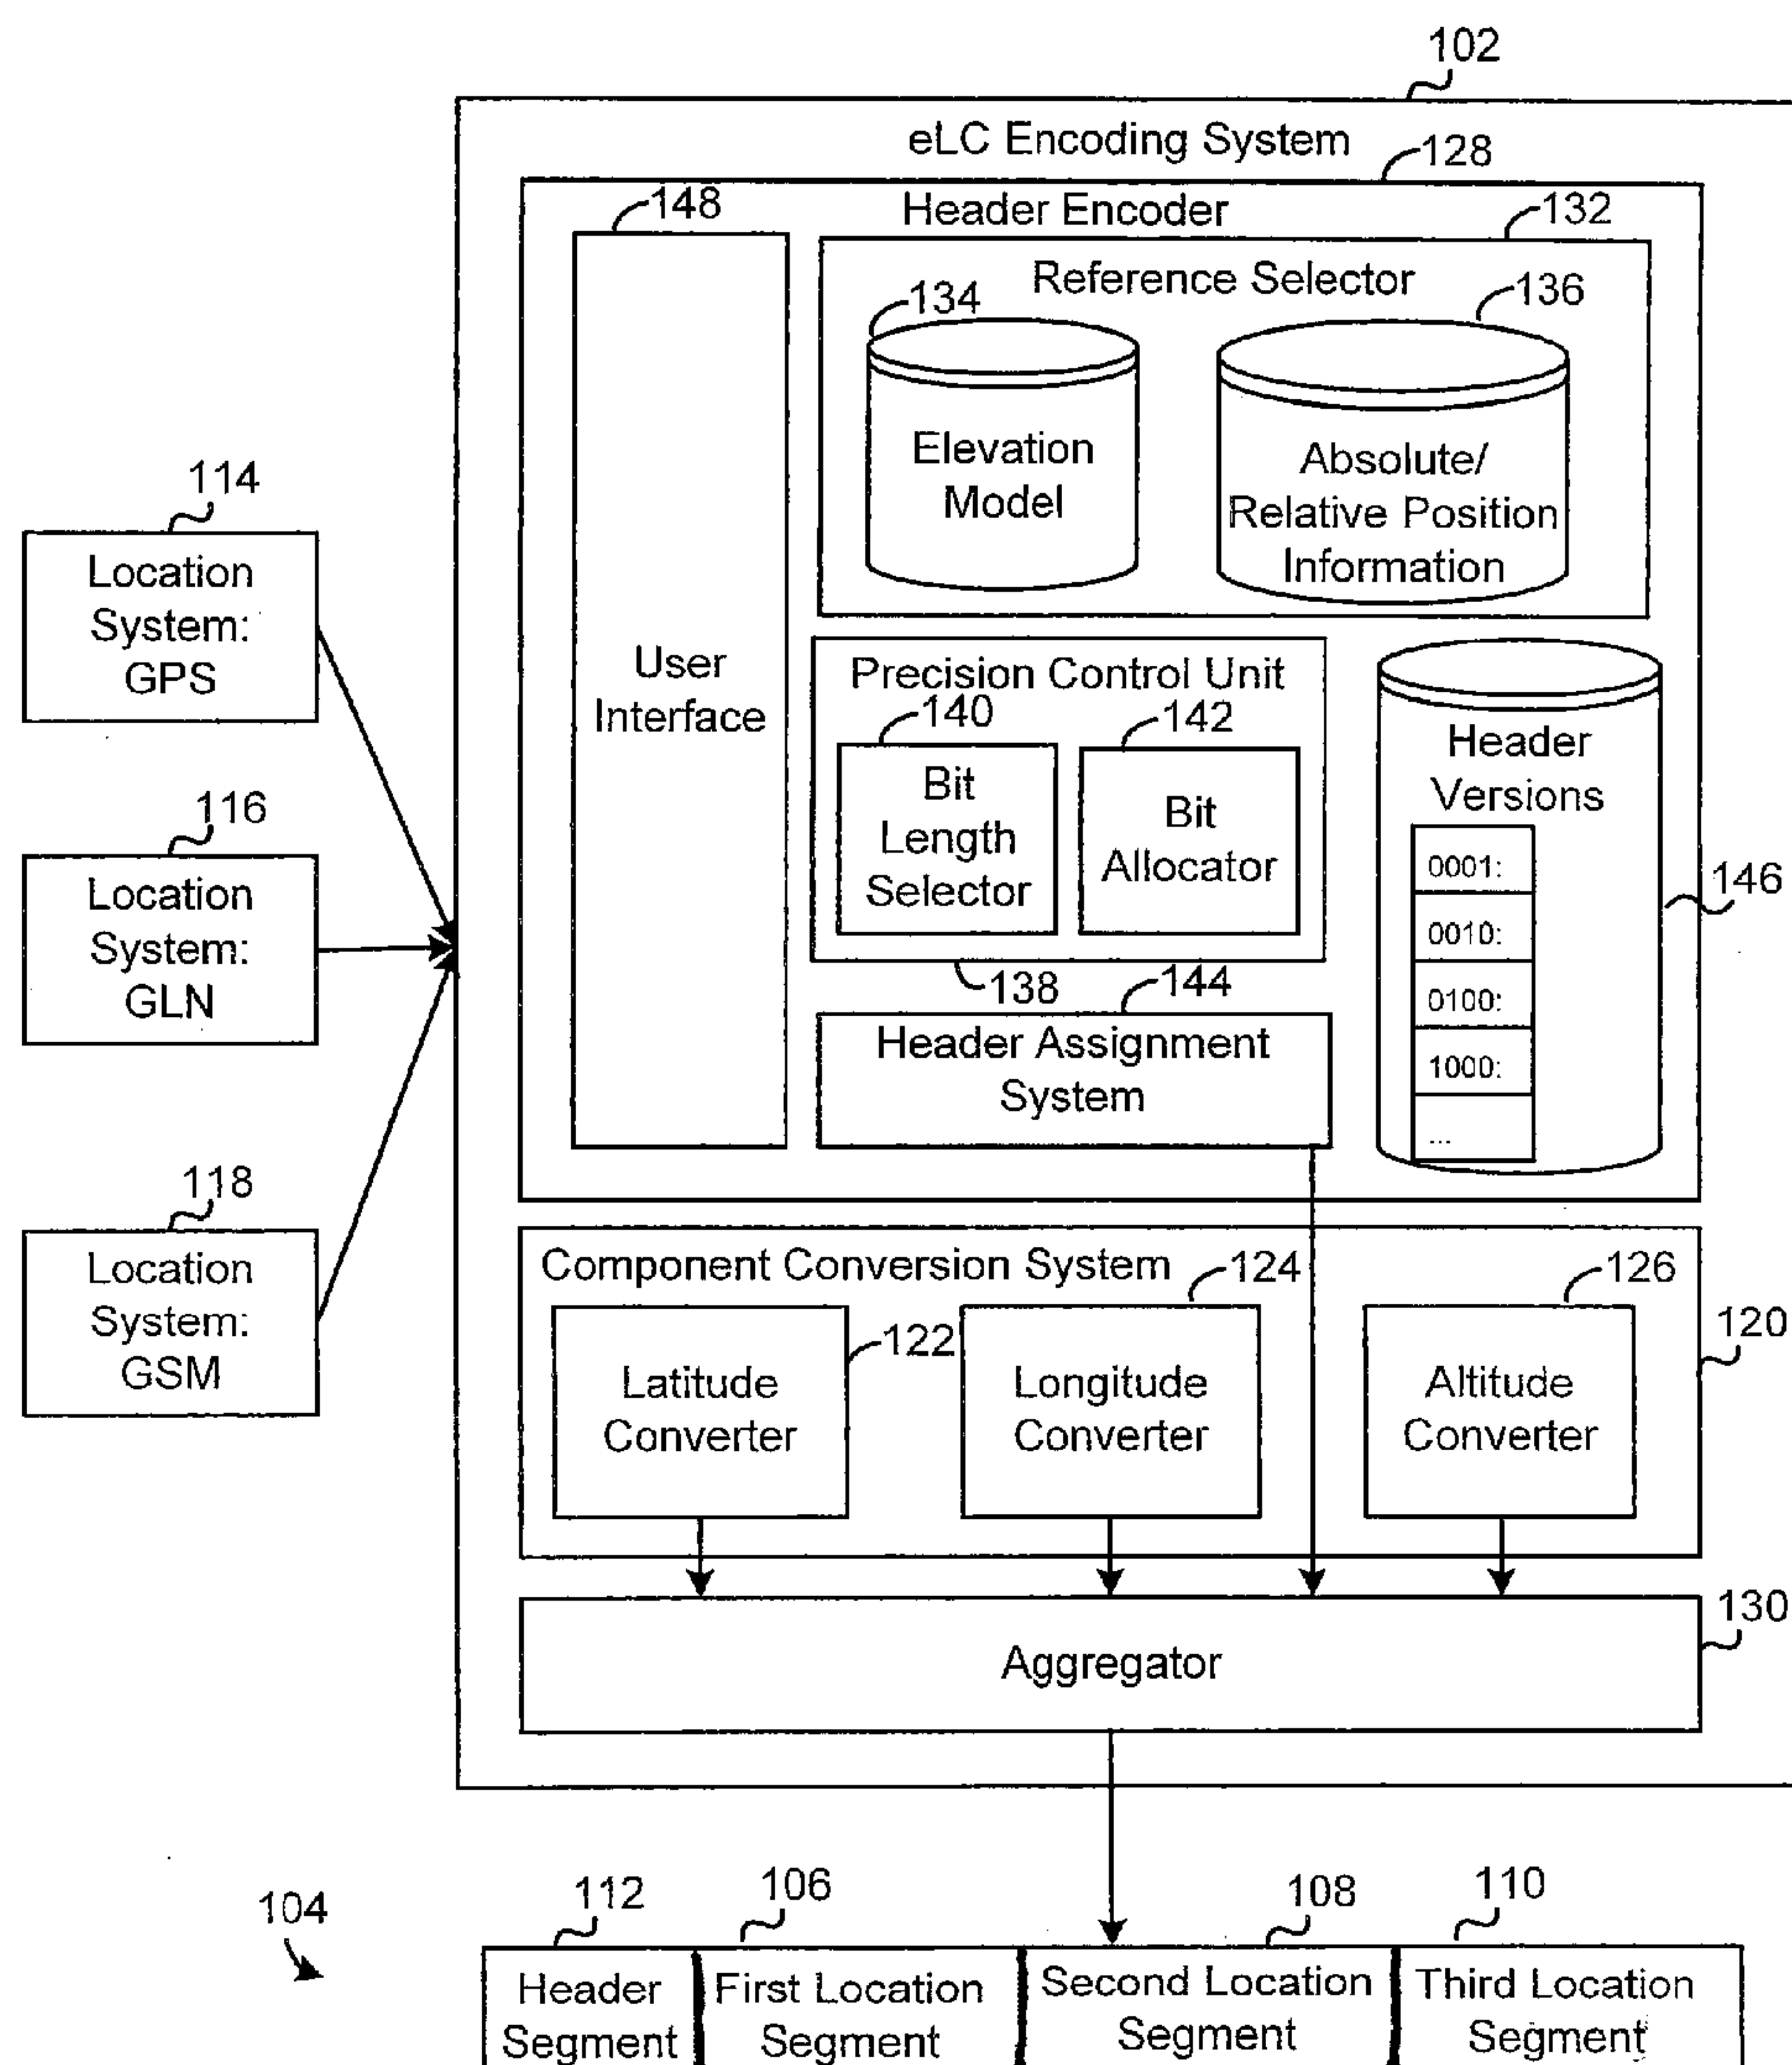 102
eLC Encoding System
128
148
Header Encoder
132
Reference Selector
134
136
Elevation
Model
Absolute/
Relative Position
Information
114
Location
System:
GPS
116
Location
System:
GLN
118
Location
System:
GSM
User
Interface
Precision Control Unit
140
142
Bit
Length
Selector
Bit
Allocator
138
144
Header Assignment
System
Header
Versions
0001:
0010:
0100:
1000:
...
146
Component Conversion System
124
126
120
122
Latitude
Converter
Longitude
Converter
Altitude
Converter
130
Aggregator
104
112
106
108
110
Header
Segment
First Location
Segment
Second Location
Segment
Third Location
Segment